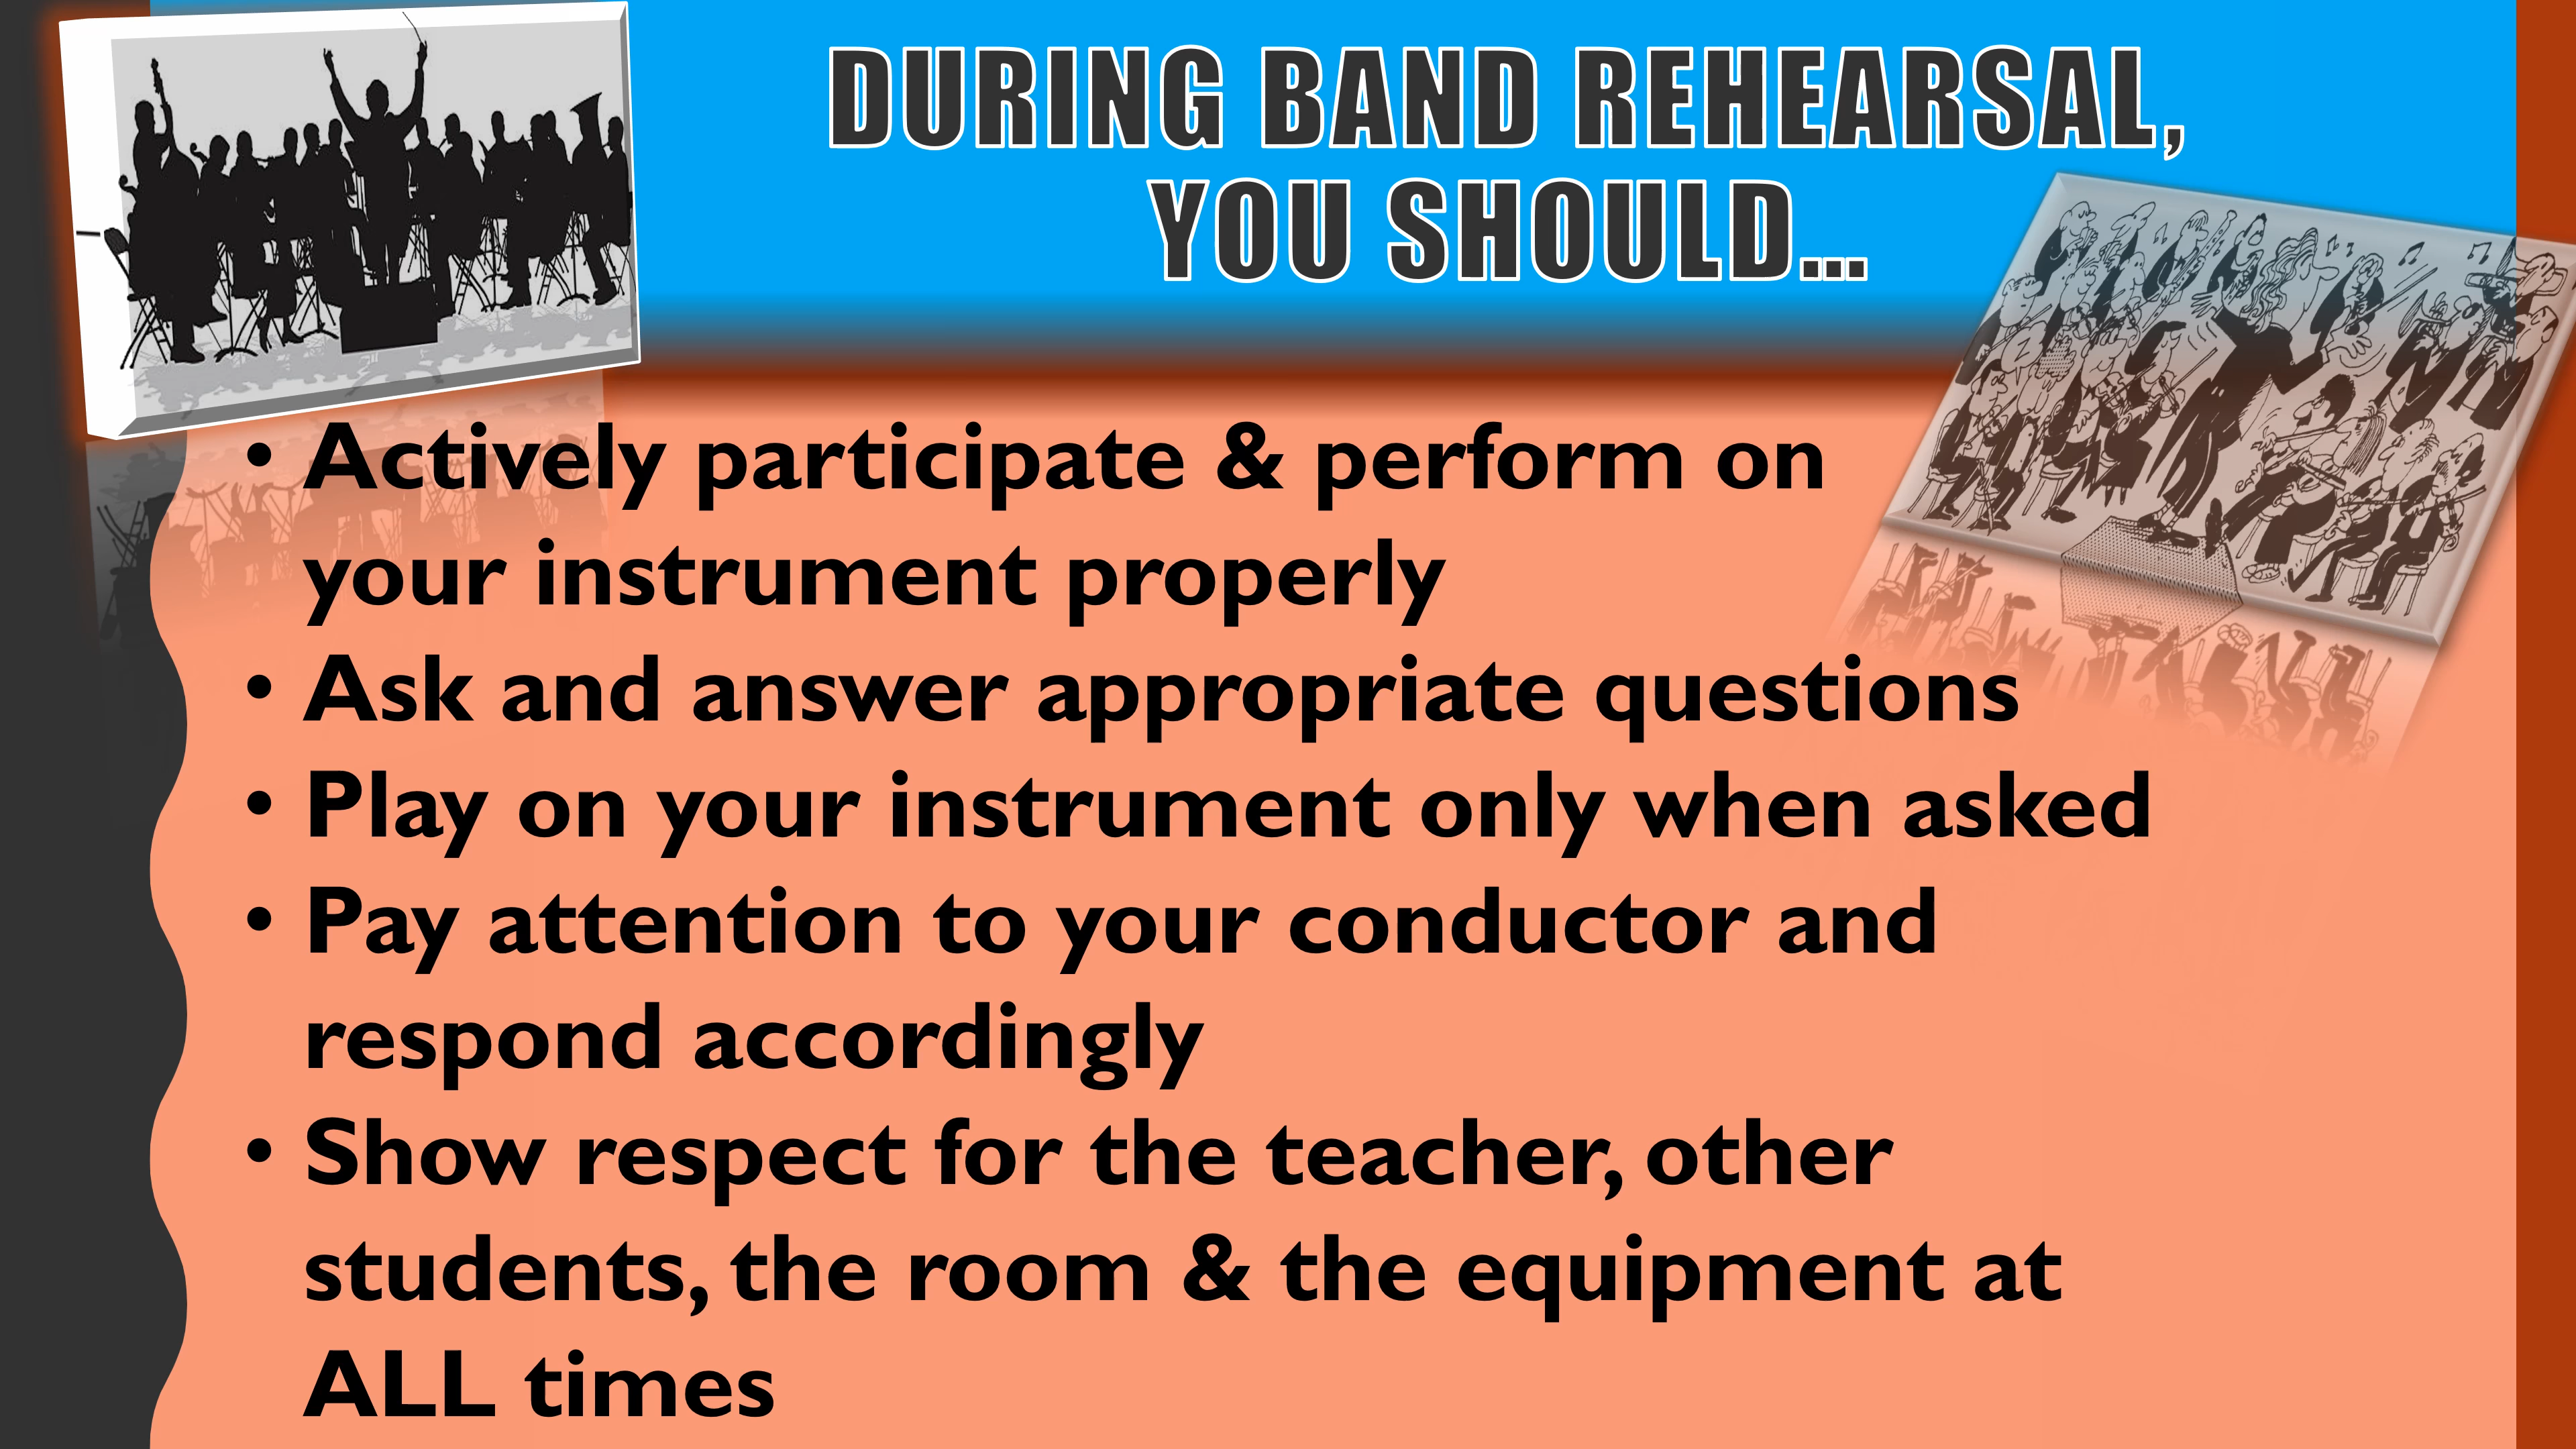 DURING BAND REHEARSAL,
YOU SHOULD…
• Actively participate & perform on
your instrument properly
• Ask and answer appropriate questions
• Play on your instrument only when asked
• Pay attention to your conductor and
respond accordingly
• Show respect for the teacher, other
students, the room & the equipment at
ALL times